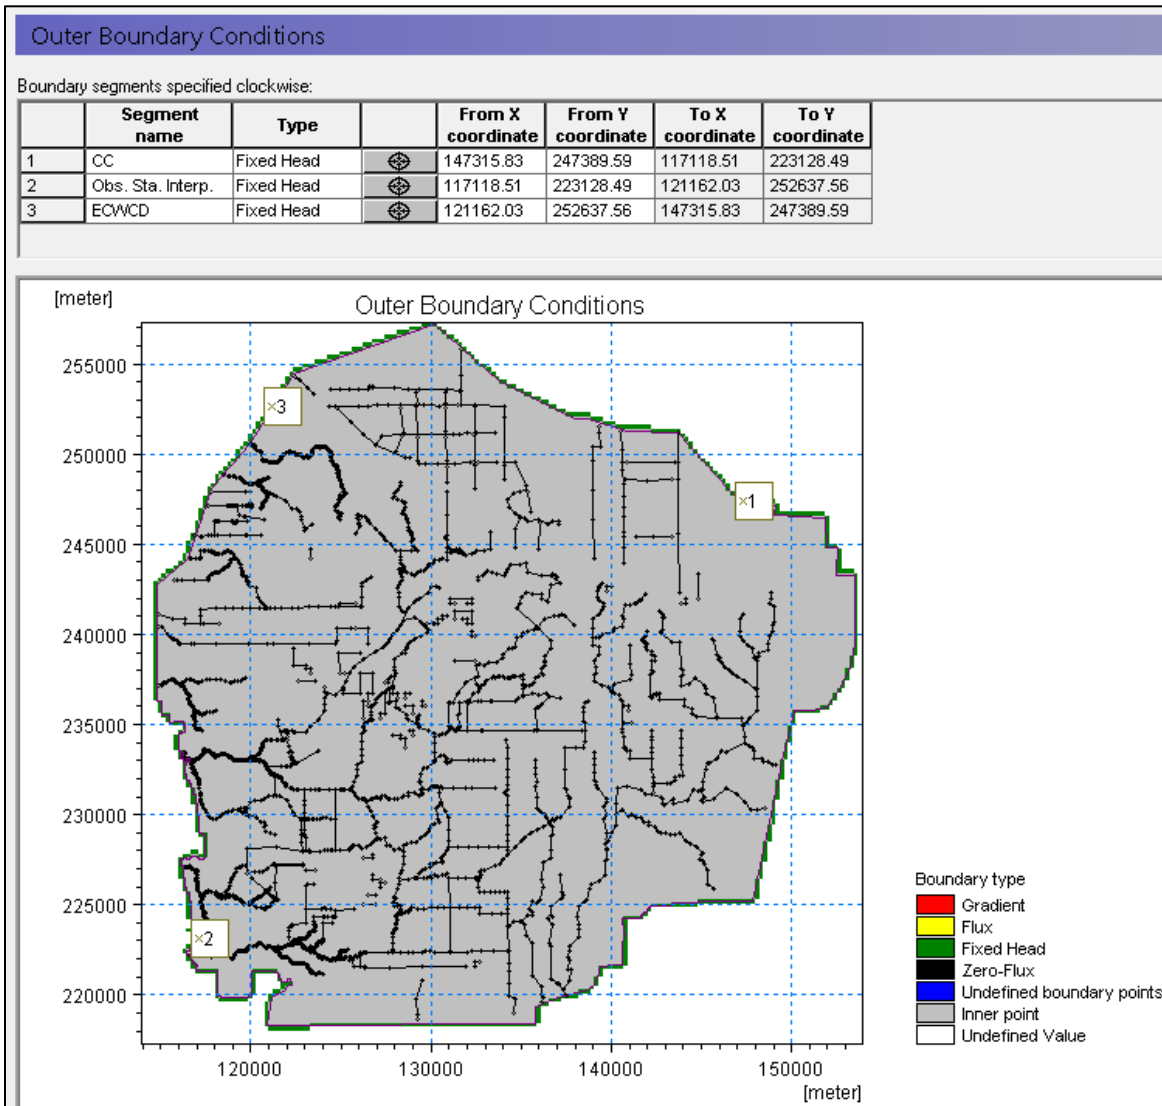 Outer Boundary Conditions
Boundary segments specified clockwise:
Segment name Type From X coordinate From Y coordinate To X coordinate To Y coordinate
1 CC Fixed Head 147315.83 247389.59 117118.51 223128.49
2 Obs. Sta. Interp. Fixed Head 117118.51 223128.49 121162.03 252637.56
3 ECWCD Fixed Head 121162.03 252637.56 147315.83 247389.59
[meter]
Outer Boundary Conditions
255000
3
250000
1
245000
240000
235000
230000
225000
2
220000
120000 130000 140000 150000
[meter]
Boundary type
Gradient
Flux
Fixed Head
Zero-Flux
Undefined boundary points
Inner point
Undefined Value